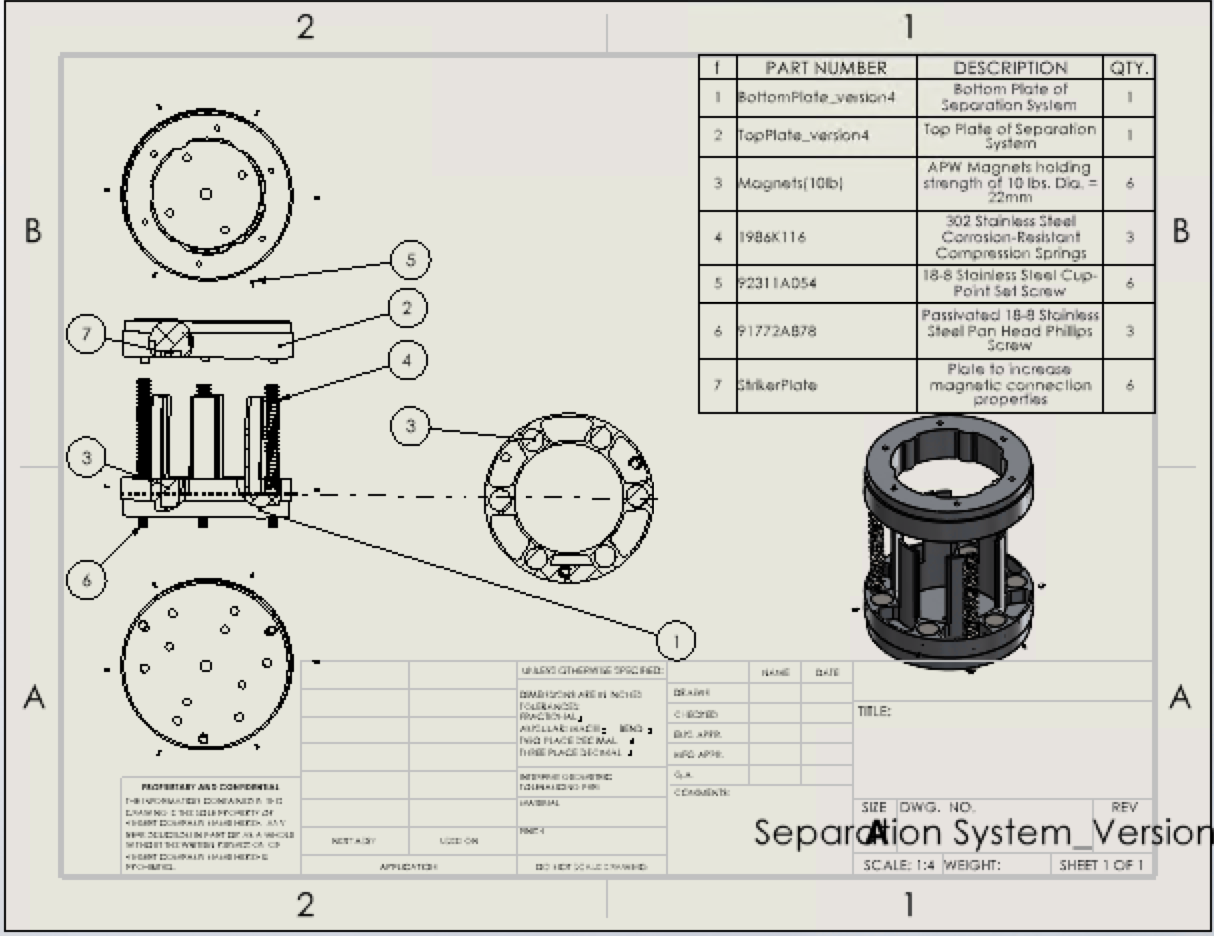 2
1
f PART NUMBER DESCRIPTION QTY.
1 BottomPlate_version4 Bottom Plate of
Separation System 1
2 TopPlate_version4 Top Plate of Separation
System 1
3 Magnets(10lb) APW Magnets holding
strength of 10 lbs. Dia. =
22mm 6
4 1986K116 302 Stainless Steel
Corrosion-Resistant
Compression Springs 3
5 92311A054 18-8 Stainless Steel Cup-
Point Set Screw 6
6 91772A878 Passivated 18-8 Stainless
Steel Pan Head Phillips
Screw 3
7 StrikerPlate Plate to increase
magnetic connection
properties 6
B
B
5
2
7
4
3
3
6
1
A
A
UNLESS OTHERWISE SPECIFIED:
DIMENSIONS ARE IN INCHES
TOLERANCES:
FRACTIONAL
BEND
TWO PLACE DECIMAL
THREE PLACE DECIMAL
INTERPRET GEOMETRIC
TOLERANCING PER:
MATERIAL
FINISH
DO NOT SCALE DRAWING
NAME DATE
DRAWN
CHECKED
ENG APPR.
MFG APPR.
Q.A.
COMMENTS:
PROPRIETARY AND CONFIDENTIAL
NEXT ASSY USED ON
APPLICATION
TITLE:
SIZE DWG. NO. REV
A
Separation System_Version
SCALE: 1:4 WEIGHT: SHEET 1 OF 1
2
1